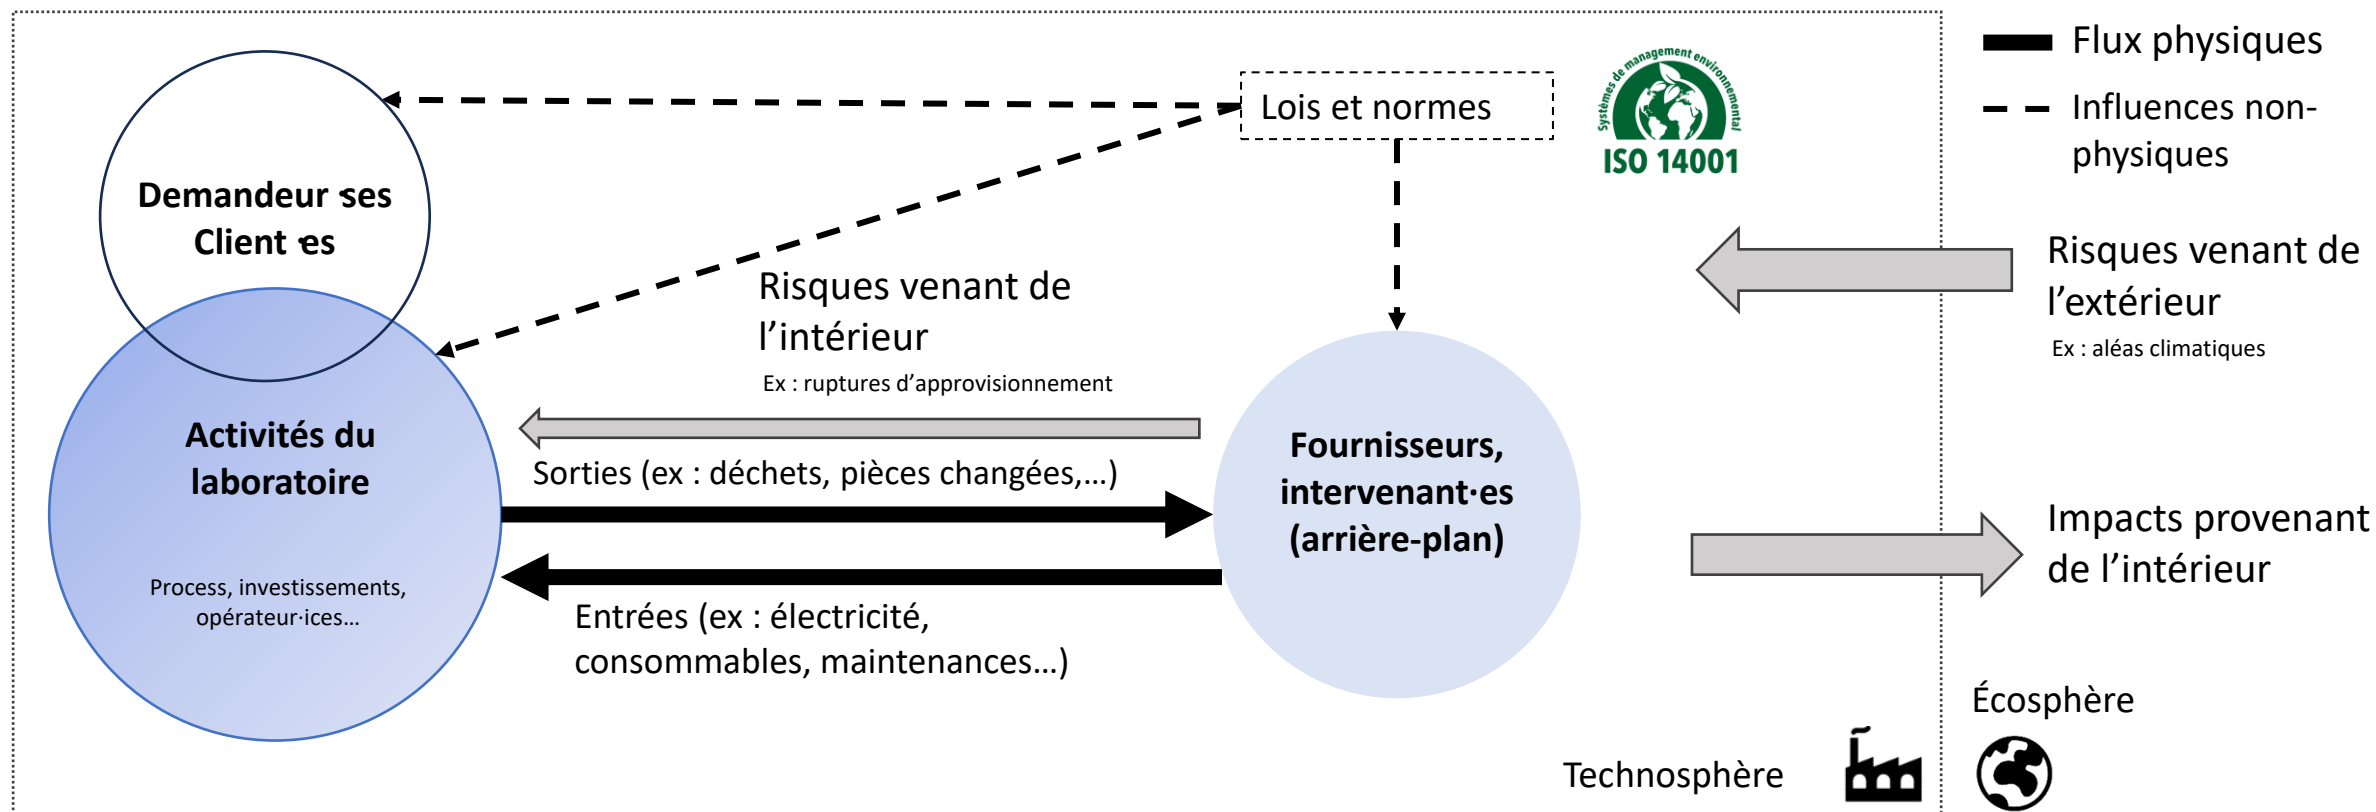 Demandeur·ses
Client·es
Activités du
laboratoire
Process, investissements,
opérateur·ices…
Lois et normes
Systèmes de management environnemental
ISO 14001
Risques venant de
l’intérieur
Ex : ruptures d’approvisionnement
Sorties (ex : déchets, pièces changées,…)
Entrées (ex : électricité,
consommables, maintenances…)
Fournisseurs,
intervenant·es
(arrière-plan)
Flux physiques
Influences non-
physiques
Risques venant de
l’extérieur
Ex : aléas climatiques
Impacts provenant
de l’intérieur
Écosphère
Technosphère